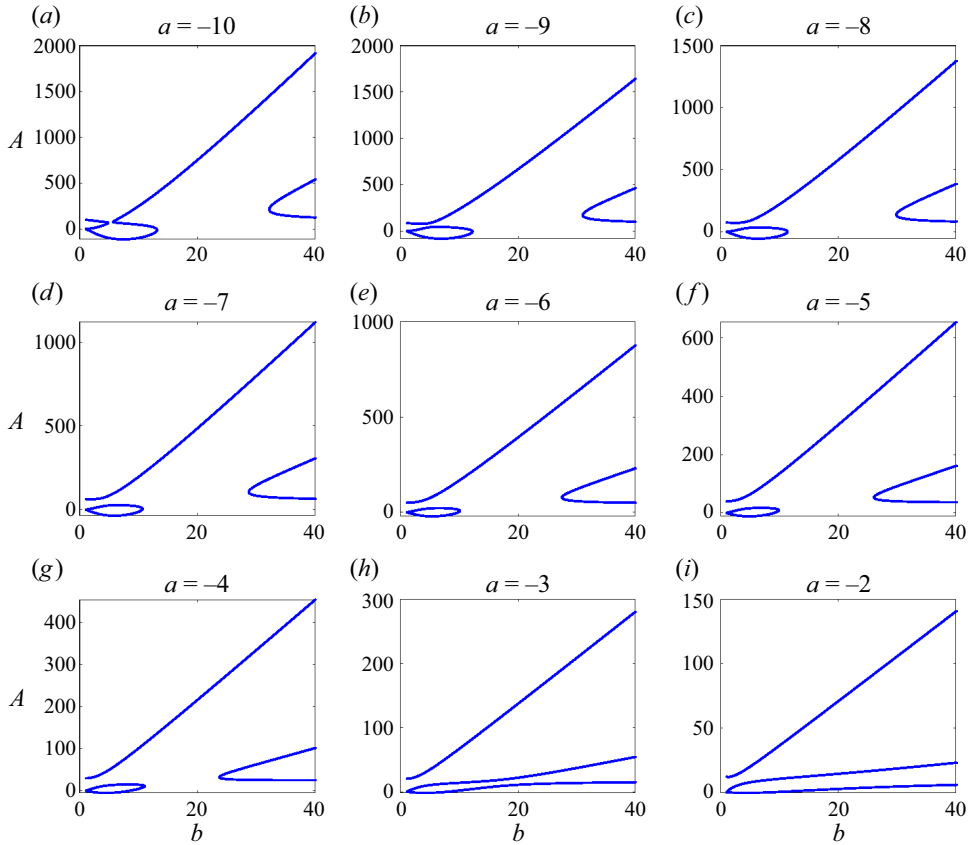 (a) a = –10
(b) a = –9
(c) a = –8
2000
1500
1000
500
0
A
0 20 40
2000
1500
1000
500
0
0 20 40
1500
1000
500
0
0 20 40
(d) a = –7
(e) a = –6
(f) a = –5
1000
500
0
A
0 20 40
1000
500
0
0 20 40
600
400
200
0
0 20 40
(g) a = –4
(h) a = –3
(i) a = –2
400
300
200
100
0
A
0 20 40
b
300
200
100
0
0 20 40
b
150
100
50
0
0 20 40
b